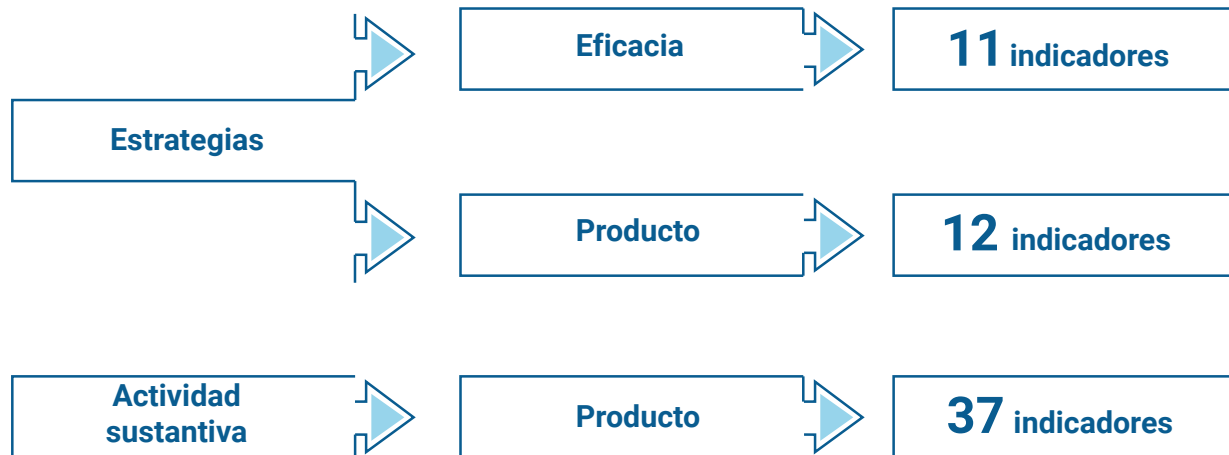 Eficacia
11 indicadores
Estrategias
Producto
12 indicadores
Actividad
sustantiva
Producto
37 indicadores